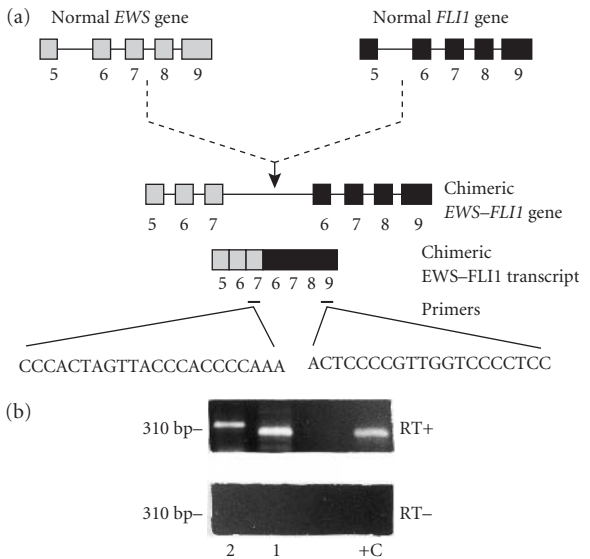 (a)
Normal EWS gene Normal FLI1 gene
5 6 7 8 9 5 6 7 8 9
Chimeric
EWS–FLI1 gene
5 6 7 6 7 8 9
Chimeric
EWS–FLI1 transcript
5 6 7 6 7 8 9
Primers
CCCACTAGTTACCCACCCCAAA ACTCCCCGTTGGTCCCCTCC
(b)
310 bp– RT+
310 bp– RT–
2 1 +C